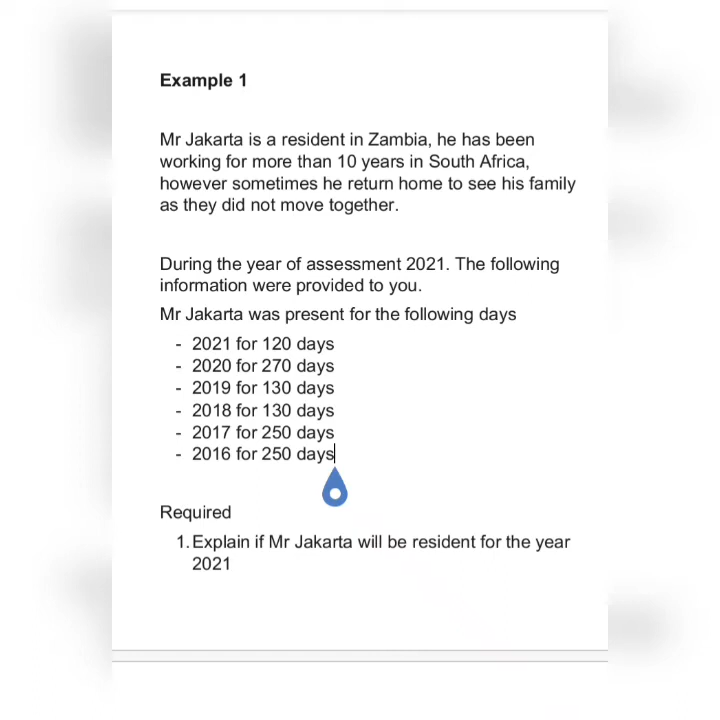 Example 1
Mr Jakarta is a resident in Zambia, he has been
working for more than 10 years in South Africa,
however sometimes he return home to see his family
as they did not move together.
During the year of assessment 2021. The following
information were provided to you.
Mr Jakarta was present for the following days
- 2021 for 120 days
- 2020 for 270 days
- 2019 for 130 days
- 2018 for 130 days
- 2017 for 250 days
- 2016 for 250 days
Required
1. Explain if Mr Jakarta will be resident for the year
2021